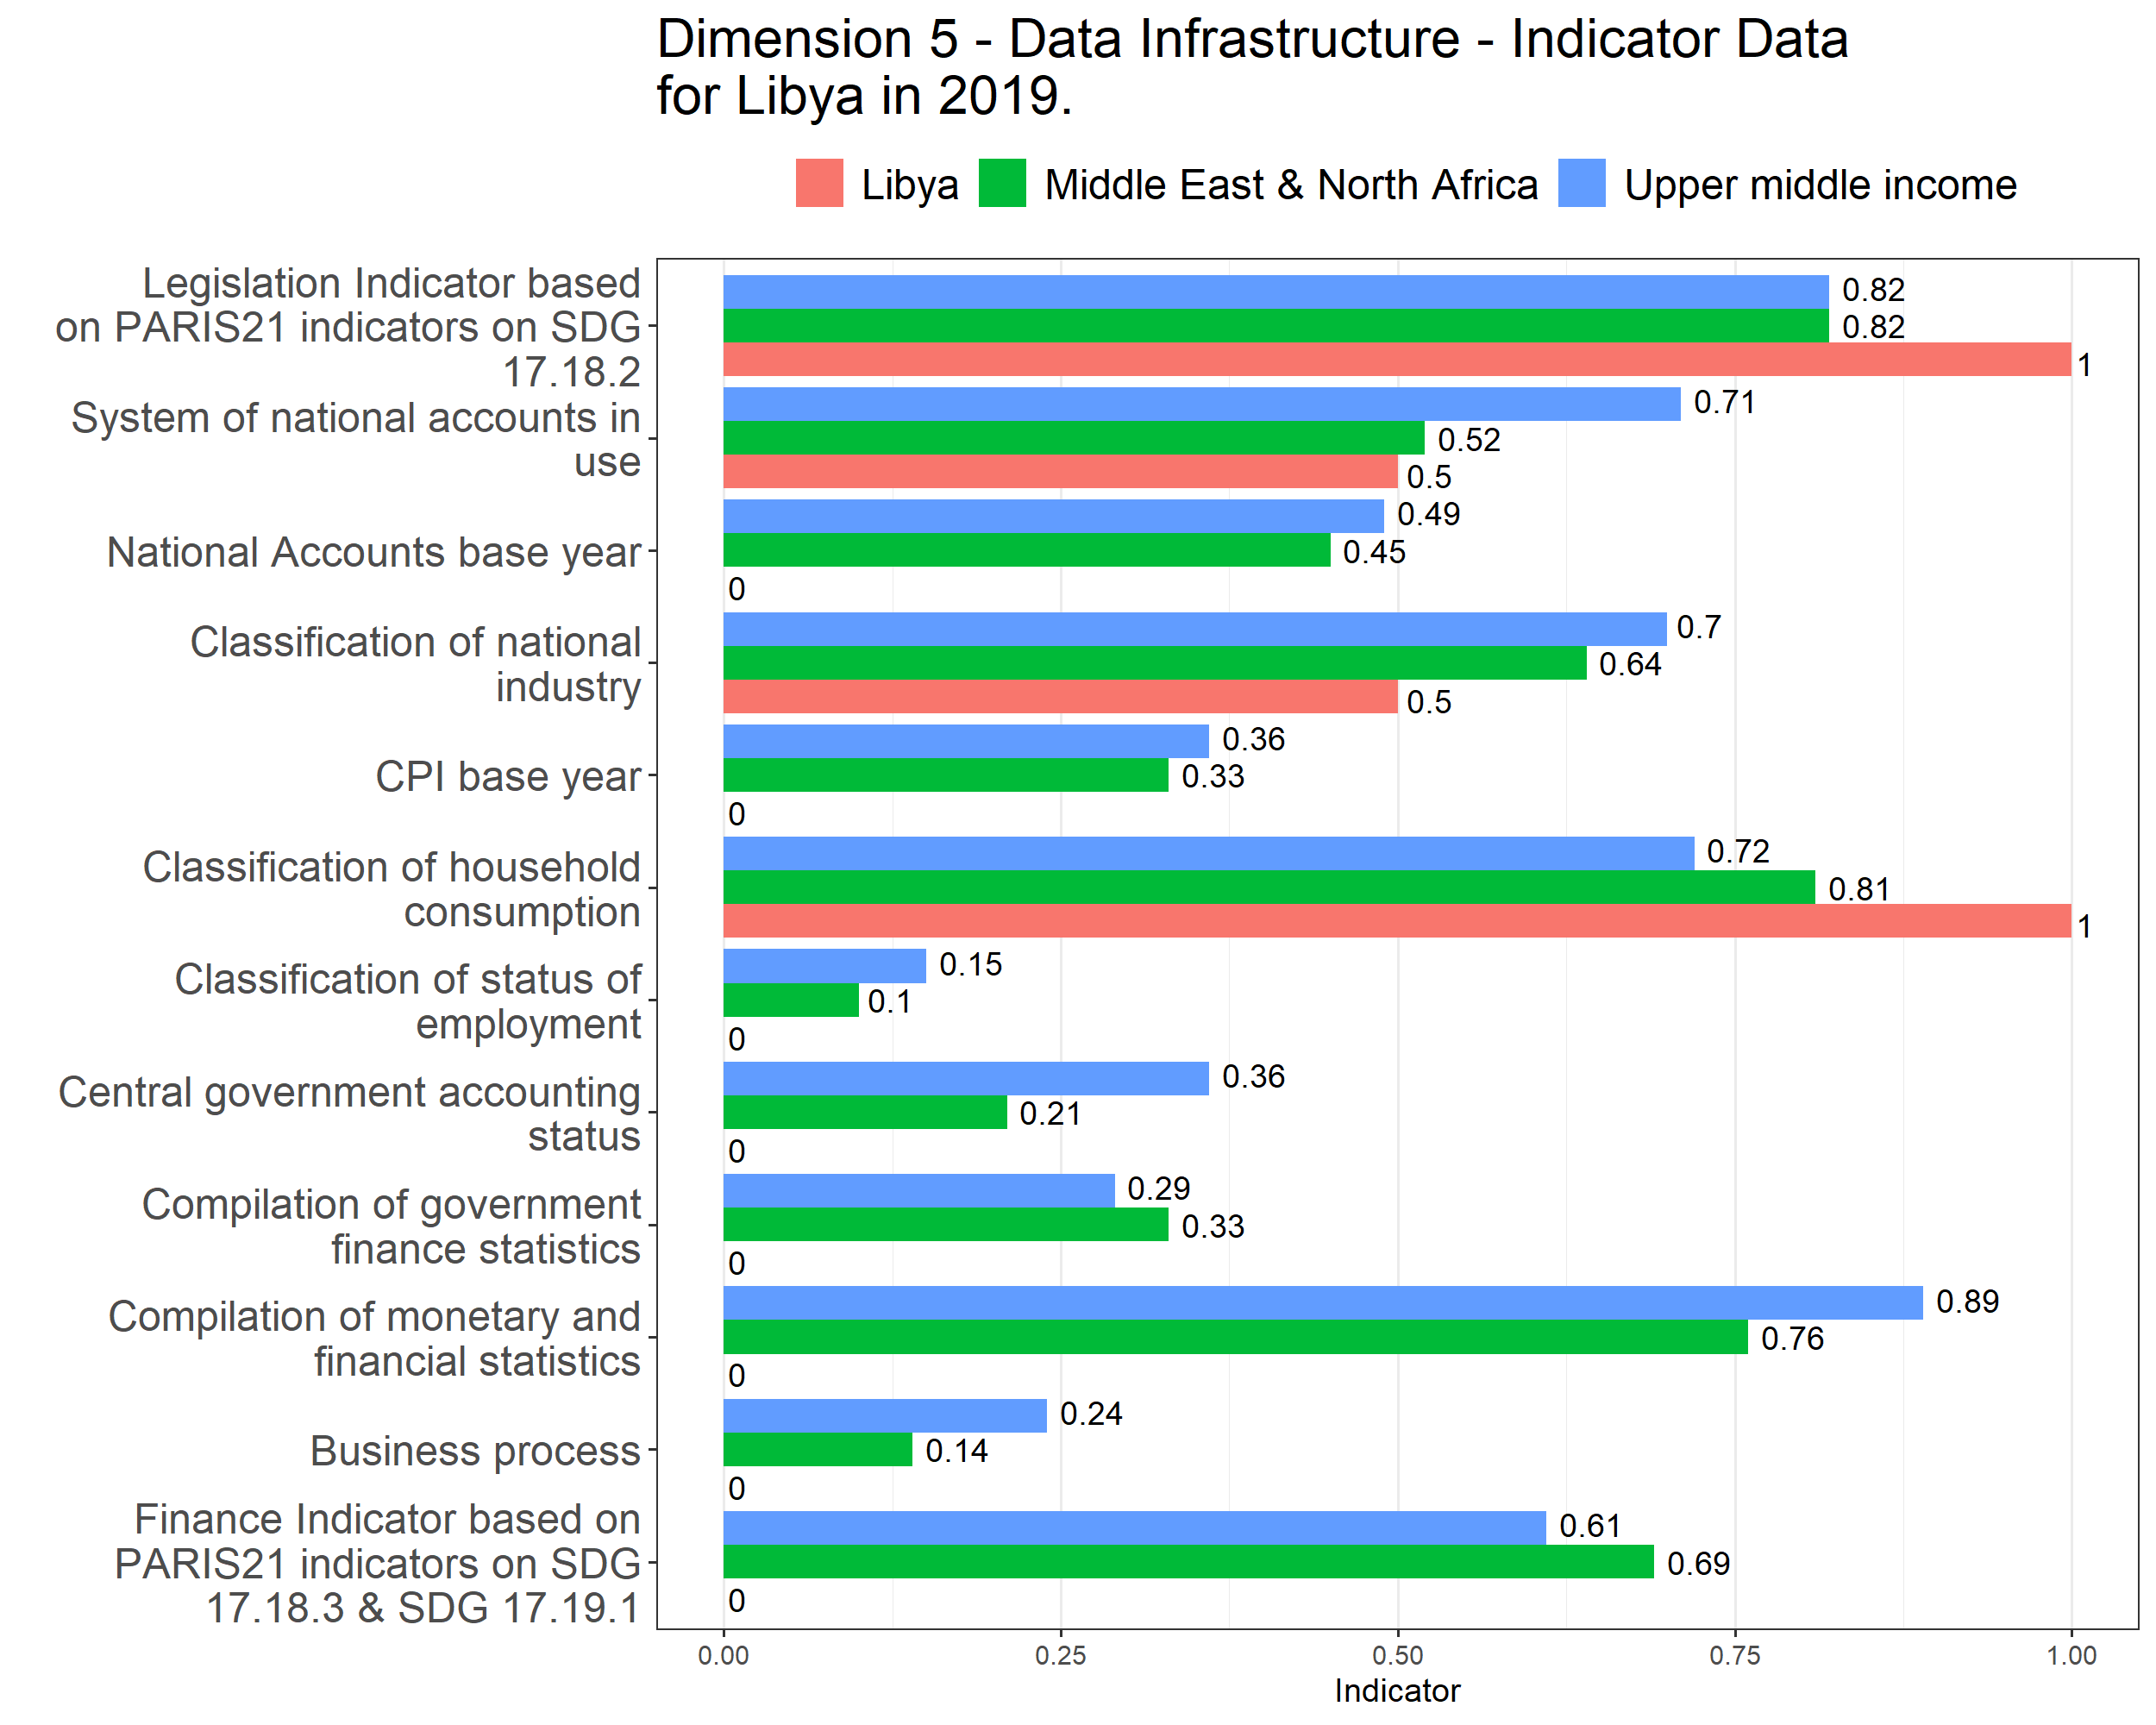 Dimension 5 - Data Infrastructure - Indicator Data
for Libya in 2019.
Libya
Middle East & North Africa
Upper middle income
Legislation Indicator based
on PARIS21 indicators on SDG
17.18.2
0.82
0.82
1
System of national accounts in
use
0.71
0.52
0.5
National Accounts base year
0.49
0.45
0
Classification of national
industry
0.7
0.64
0.5
CPI base year
0.36
0.33
0
Classification of household
consumption
0.72
0.81
1
Classification of status of
employment
0.15
0.1
0
Central government accounting
status
0.36
0.21
0
Compilation of government
finance statistics
0.29
0.33
0
Compilation of monetary and
financial statistics
0.89
0.76
0
Business process
0.24
0.14
0
Finance Indicator based on
PARIS21 indicators on SDG
17.18.3 & SDG 17.19.1
0.61
0.69
0
0.00
0.25
0.50
0.75
1.00
Indicator